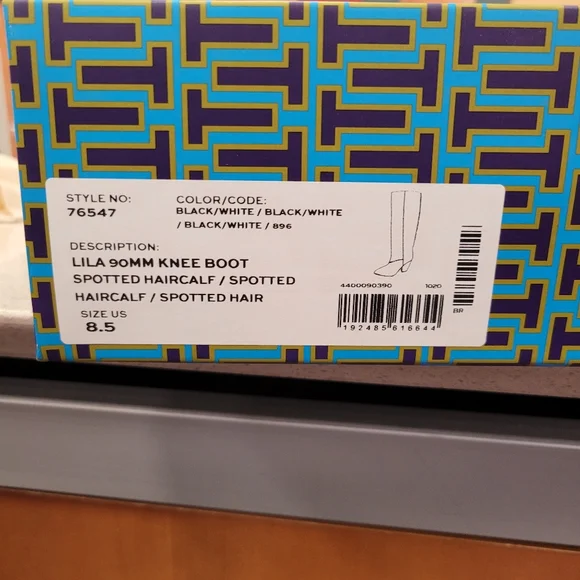 STYLE NO:
76547
COLOR/CODE:
BLACK/WHITE / BLACK/WHITE
/ BLACK/WHITE / 896
DESCRIPTION:
LILA 90MM KNEE BOOT
SPOTTED HAIRCALF / SPOTTED
HAIRCALF / SPOTTED HAIR
SIZE US
8.5
4400090390 1020
192485616644
BR